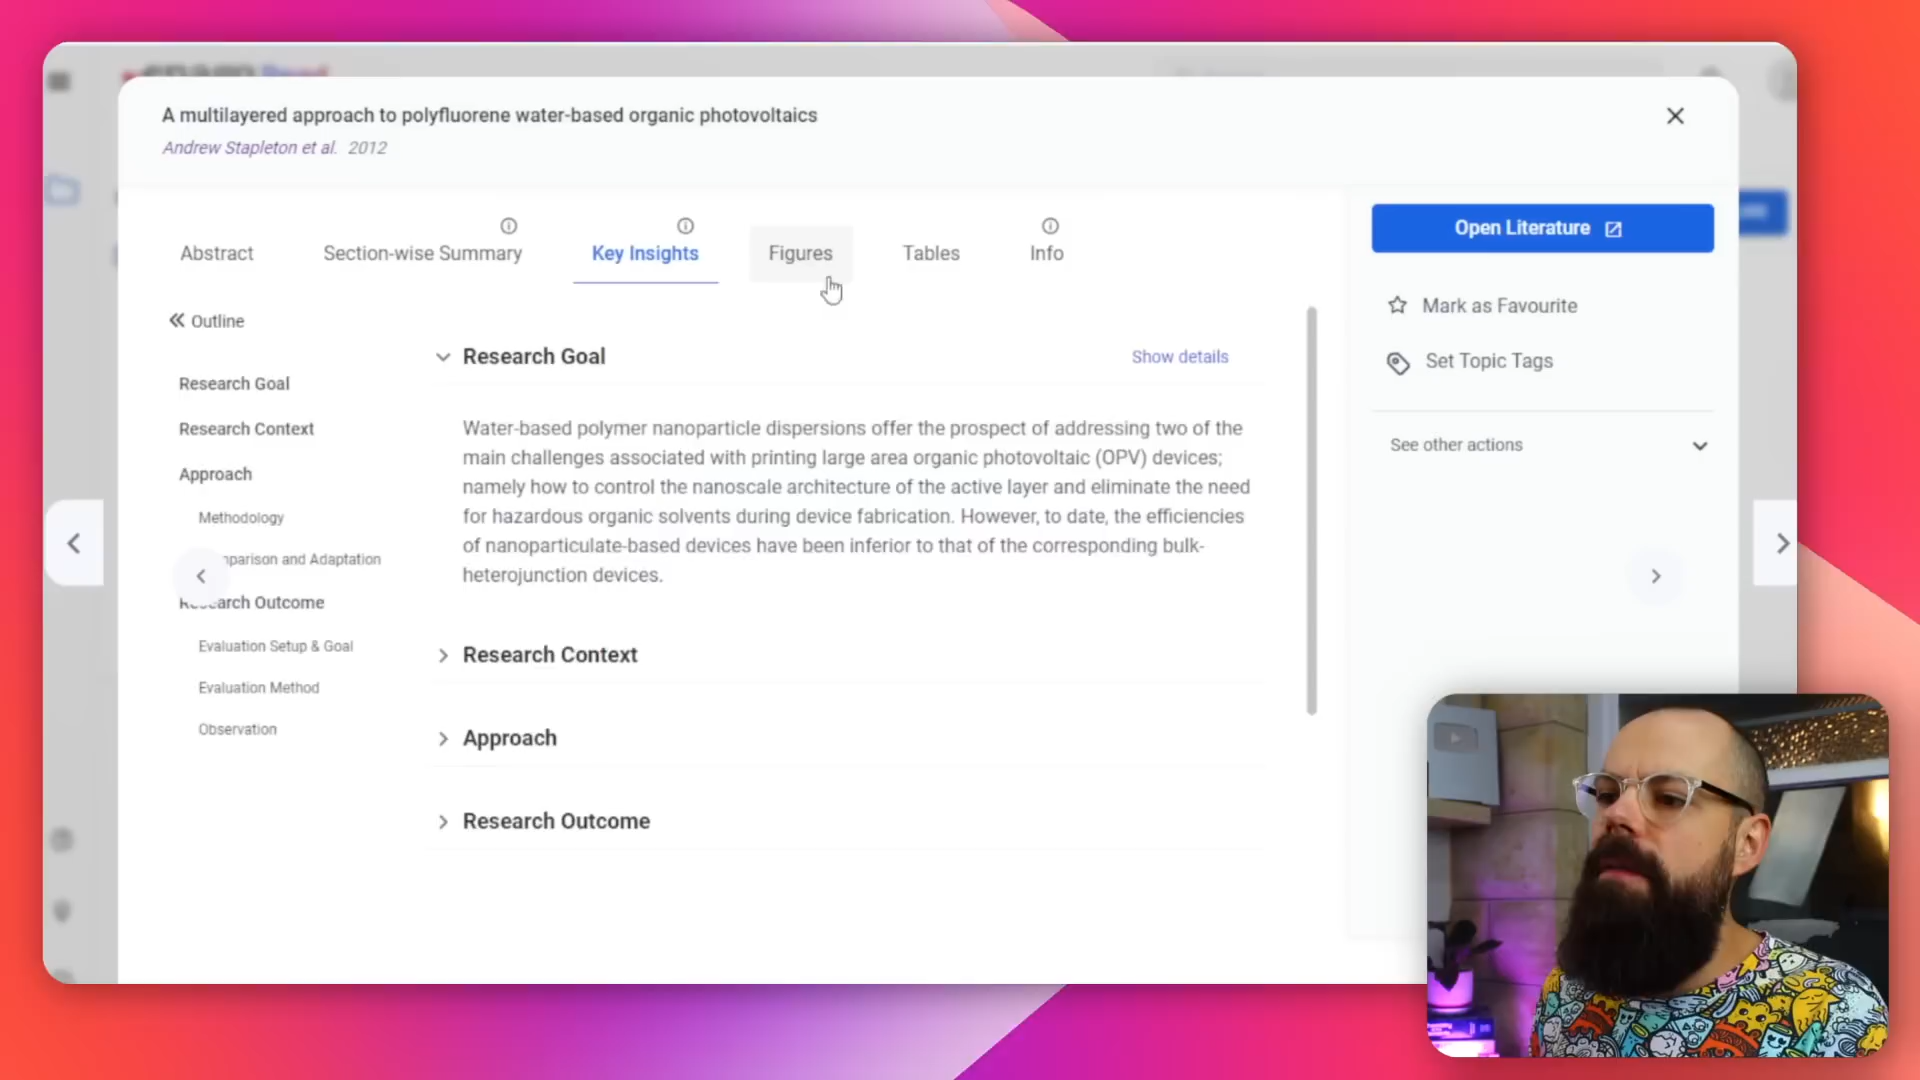 A multilayered approach to polyfluorene water-based organic photovoltaics
Andrew Stapleton et al. 2012
Abstract
Section-wise Summary
Key Insights
Figures
Tables
Info
Open Literature
Mark as Favourite
Set Topic Tags
See other actions
Outline
Research Goal
Research Context
Approach
Methodology
mparison and Adaptation
Research Outcome
Evaluation Setup & Goal
Evaluation Method
Observation
Research Goal
Show details
Water-based polymer nanoparticle dispersions offer the prospect of addressing two of the
main challenges associated with printing large area organic photovoltaic (OPV) devices;
namely how to control the nanoscale architecture of the active layer and eliminate the need
for hazardous organic solvents during device fabrication. However, to date, the efficiencies
of nanoparticulate-based devices have been inferior to that of the corresponding bulk-
heterojunction devices.
Research Context
Approach
Research Outcome